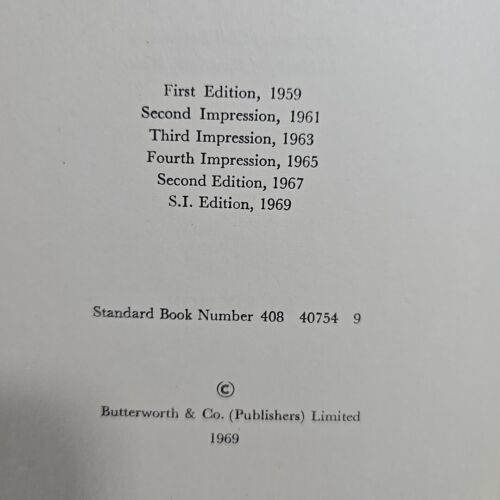 First Edition, 1959
Second Impression, 1961
Third Impression, 1963
Fourth Impression, 1965
Second Edition, 1967
S.I. Edition, 1969
Standard Book Number 408 40754 9
©
Butterworth & Co. (Publishers) Limited
1969